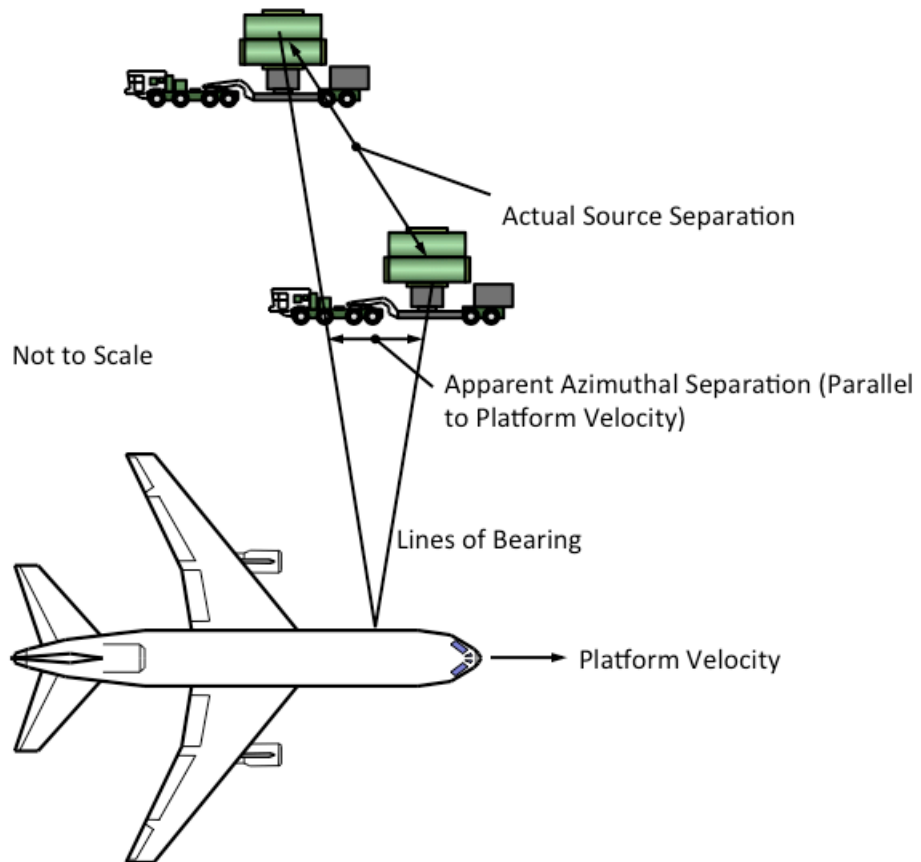 Actual Source Separation
Not to Scale
Apparent Azimuthal Separation (Parallel
to Platform Velocity)
Lines of Bearing
Platform Velocity